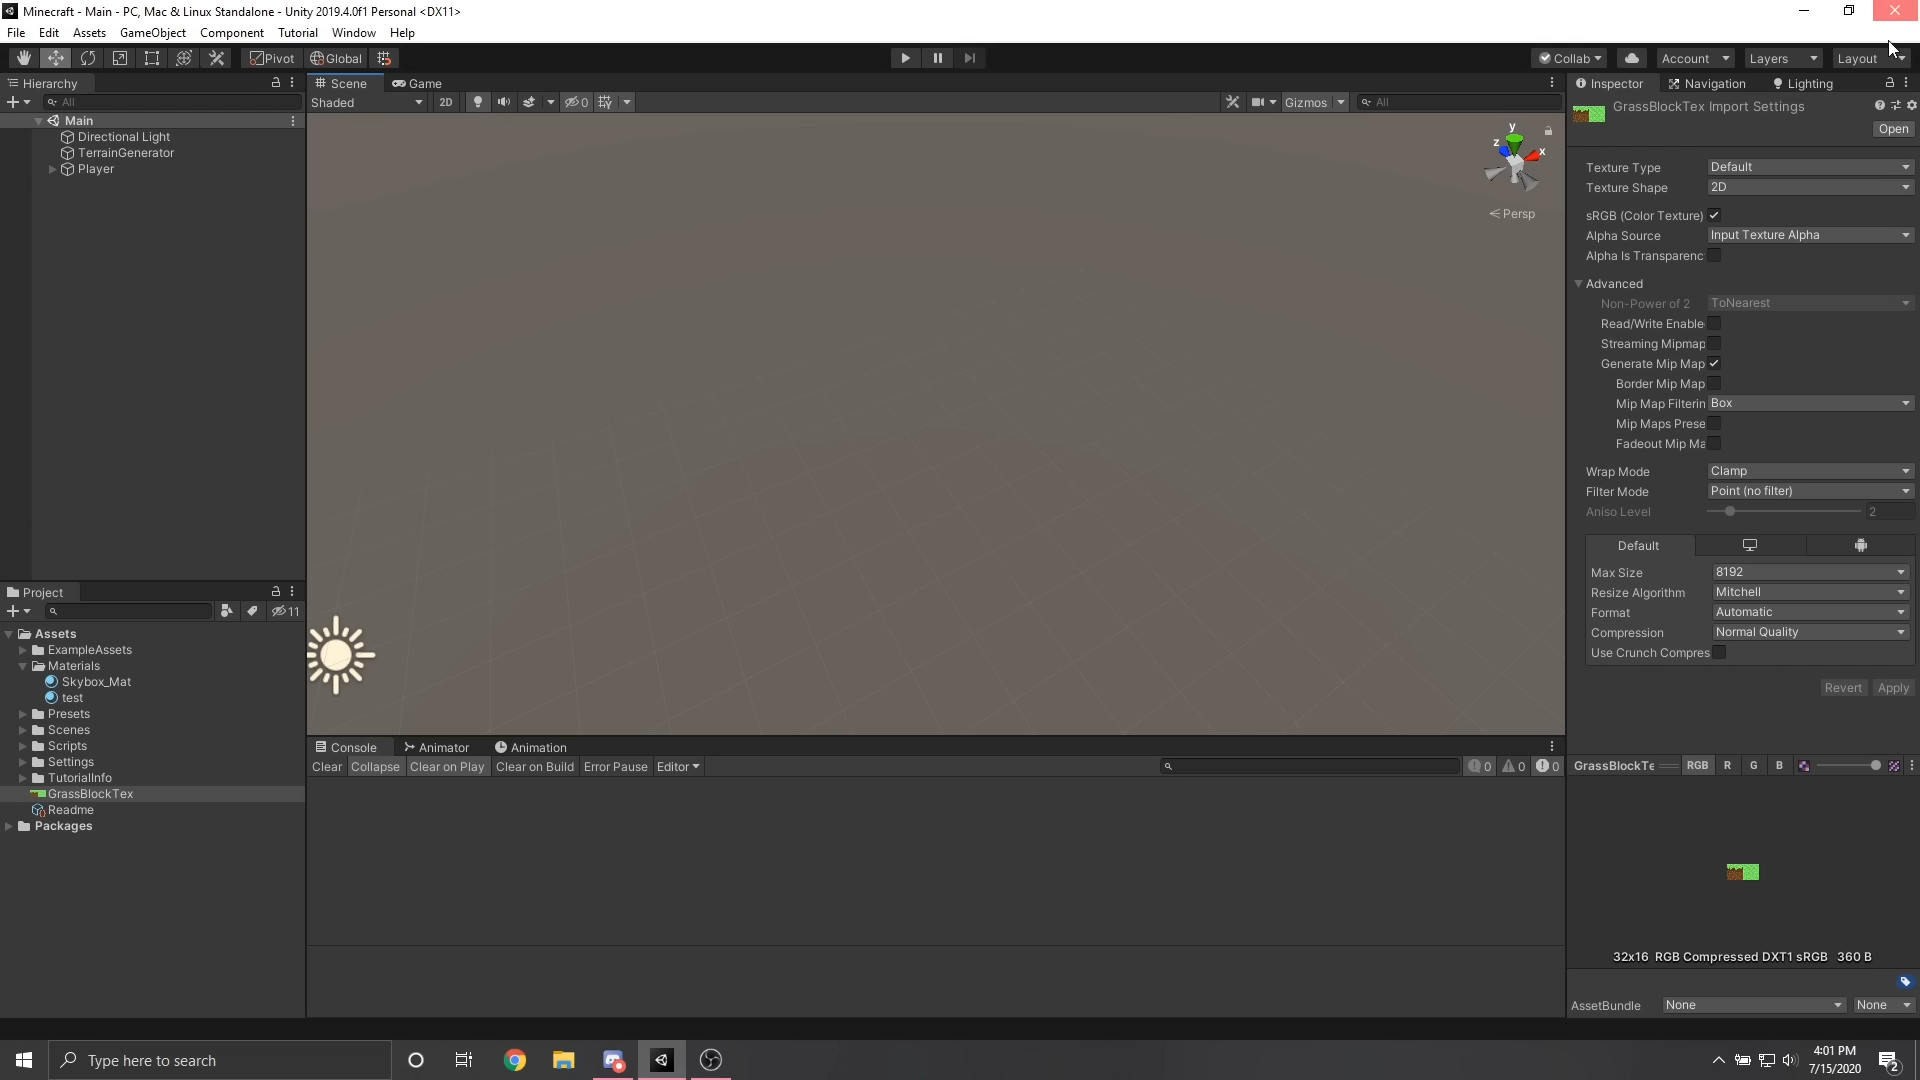 Minecraft - Main - PC, Mac & Linux Standalone - Unity 2019.4.0f1 Personal <DX11>
File Edit Assets GameObject Component Tutorial Window Help
Pivot Global Collab Account Layers Layout
Hierarchy
All
Main
Directional Light
TerrainGenerator
Player
Scene Game
Shaded 2D 0 Gizmos All
y
z x
Persp
Project
11
Assets
ExampleAssets
Materials
Skybox_Mat
test
Presets
Scenes
Scripts
Settings
TutorialInfo
GrassBlockTex
Readme
Packages
Console Animator Animation
Clear Collapse Clear on Play Clear on Build Error Pause Editor 0 0 0
Inspector Navigation Lighting
GrassBlockTex Import Settings
Open
Texture Type Default
Texture Shape 2D
sRGB (Color Texture)
Alpha Source Input Texture Alpha
Alpha Is Transparenc
Advanced
Non-Power of 2 ToNearest
Read/Write Enable
Streaming Mipmap
Generate Mip Map
Border Mip Map
Mip Map Filterin Box
Mip Maps Prese
Fadeout Mip Ma
Wrap Mode Clamp
Filter Mode Point (no filter)
Aniso Level 2
Default
Max Size 8192
Resize Algorithm Mitchell
Format Automatic
Compression Normal Quality
Use Crunch Compres
Revert Apply
GrassBlockTe RGB R G B
32x16 RGB Compressed DXT1 sRGB 360 B
AssetBundle None None
Type here to search
4:01 PM
7/15/2020
2